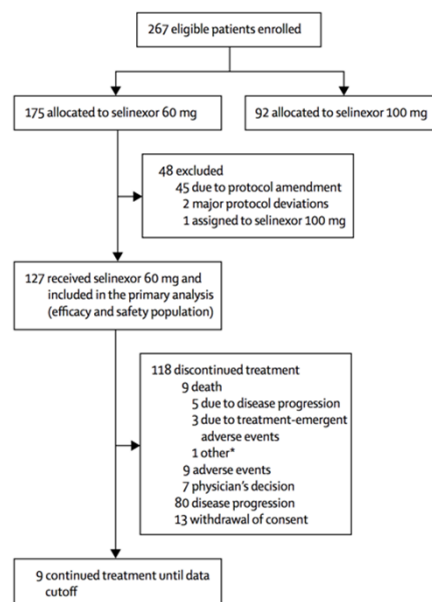 267 eligible patients enrolled
175 allocated to selinexor 60 mg
92 allocated to selinexor 100 mg
48 excluded
45 due to protocol amendment
2 major protocol deviations
1 assigned to selinexor 100 mg
127 received selinexor 60 mg and
included in the primary analysis
(efficacy and safety population)
118 discontinued treatment
9 death
5 due to disease progression
3 due to treatment-emergent
adverse events
1 other*
9 adverse events
7 physician's decision
80 disease progression
13 withdrawal of consent
9 continued treatment until data
cutoff